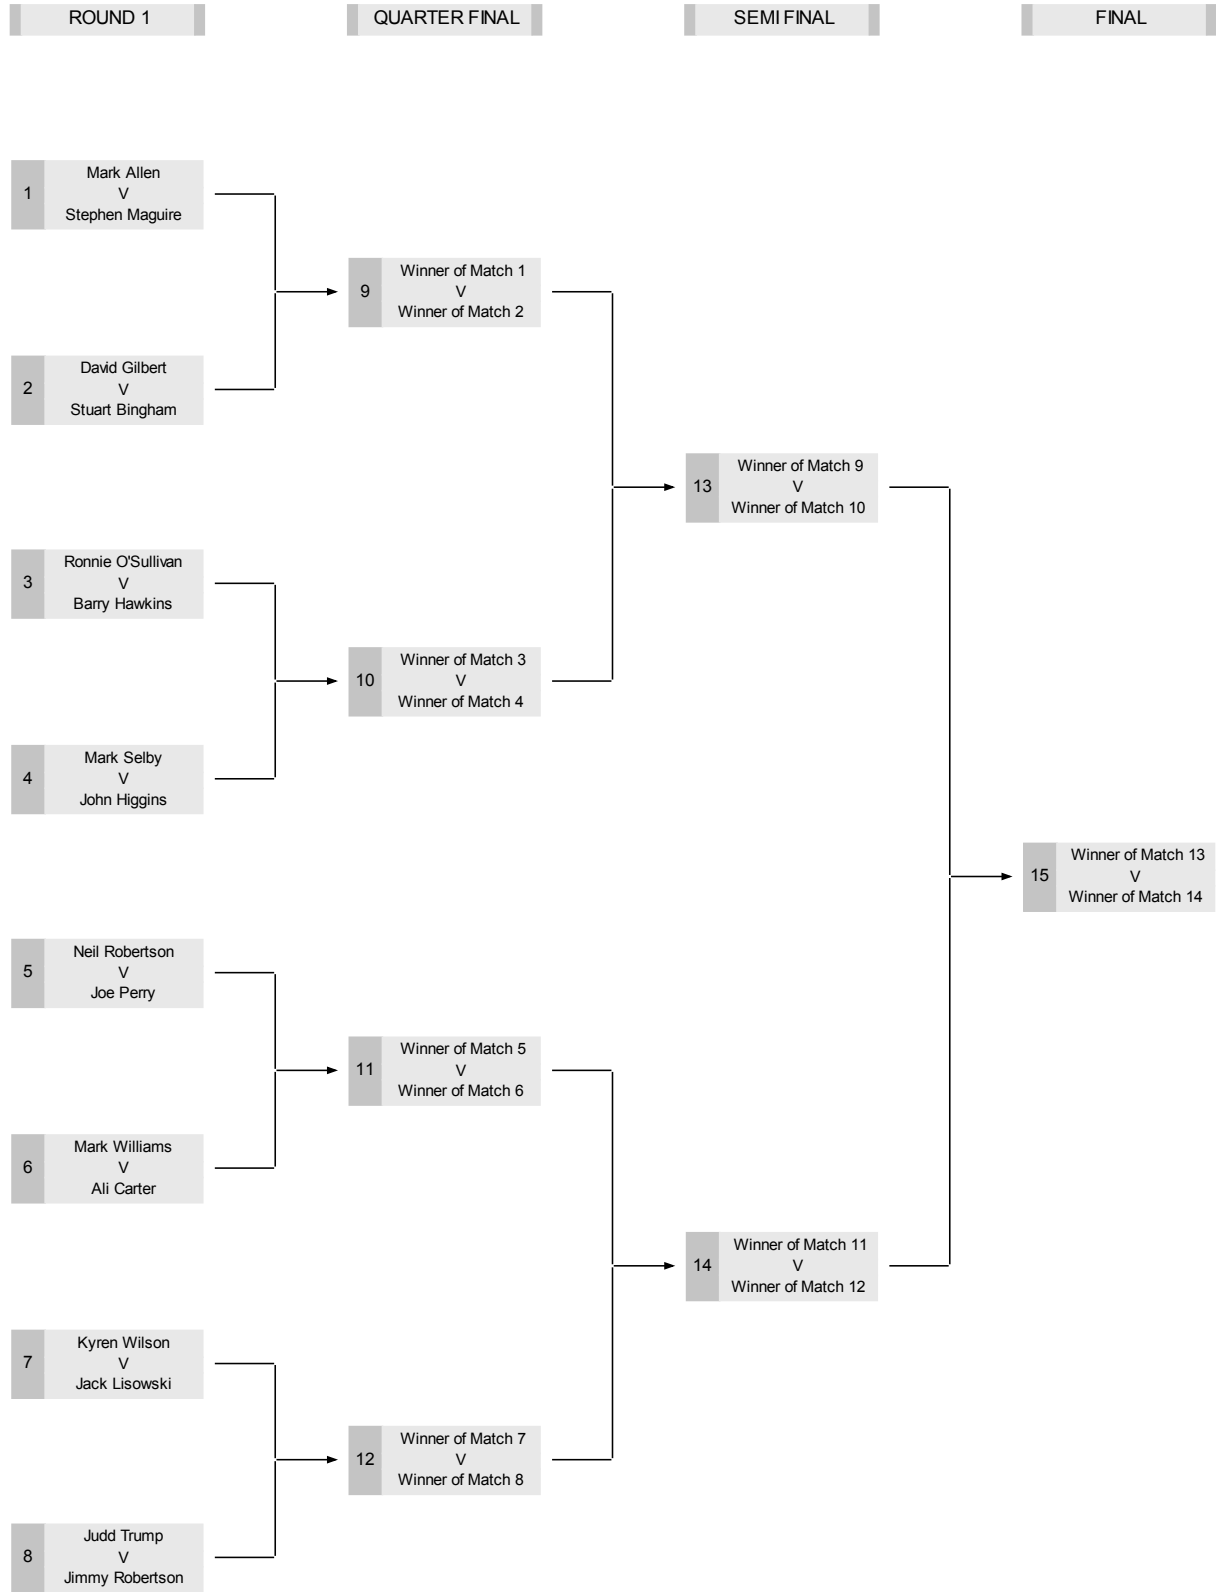 ROUND 1
QUARTER FINAL
SEMI FINAL
FINAL
1
Mark Allen
V
Stephen Maguire
2
David Gilbert
V
Stuart Bingham
3
Ronnie O'Sullivan
V
Barry Hawkins
4
Mark Selby
V
John Higgins
5
Neil Robertson
V
Joe Perry
6
Mark Williams
V
Ali Carter
7
Kyren Wilson
V
Jack Lisowski
8
Judd Trump
V
Jimmy Robertson
9
Winner of Match 1
V
Winner of Match 2
10
Winner of Match 3
V
Winner of Match 4
11
Winner of Match 5
V
Winner of Match 6
12
Winner of Match 7
V
Winner of Match 8
13
Winner of Match 9
V
Winner of Match 10
14
Winner of Match 11
V
Winner of Match 12
15
Winner of Match 13
V
Winner of Match 14